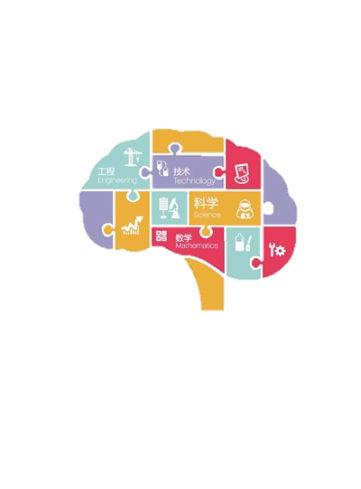 工程
Engineering
技术
Technology
科学
Science
数学
Mathematics